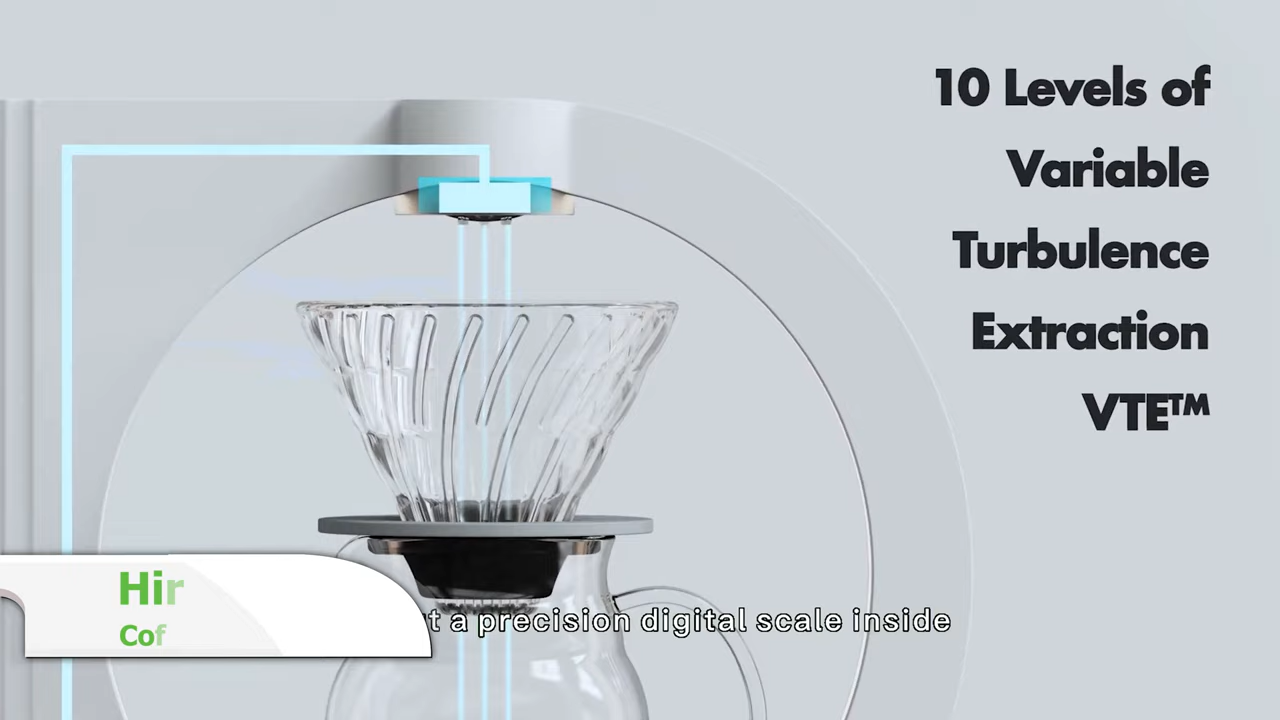 10 Levels of
Variable
Turbulence
Extraction
VTE™
Hir
Cof
a precision digital scale inside